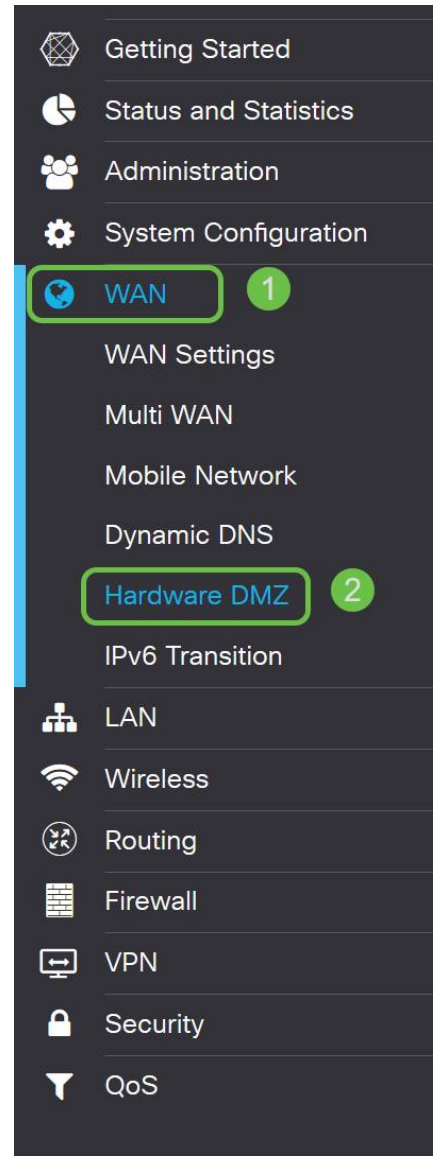 Getting Started
Status and Statistics
Administration
System Configuration
WAN 1
WAN Settings
Multi WAN
Mobile Network
Dynamic DNS
Hardware DMZ 2
IPv6 Transition
LAN
Wireless
Routing
Firewall
VPN
Security
QoS